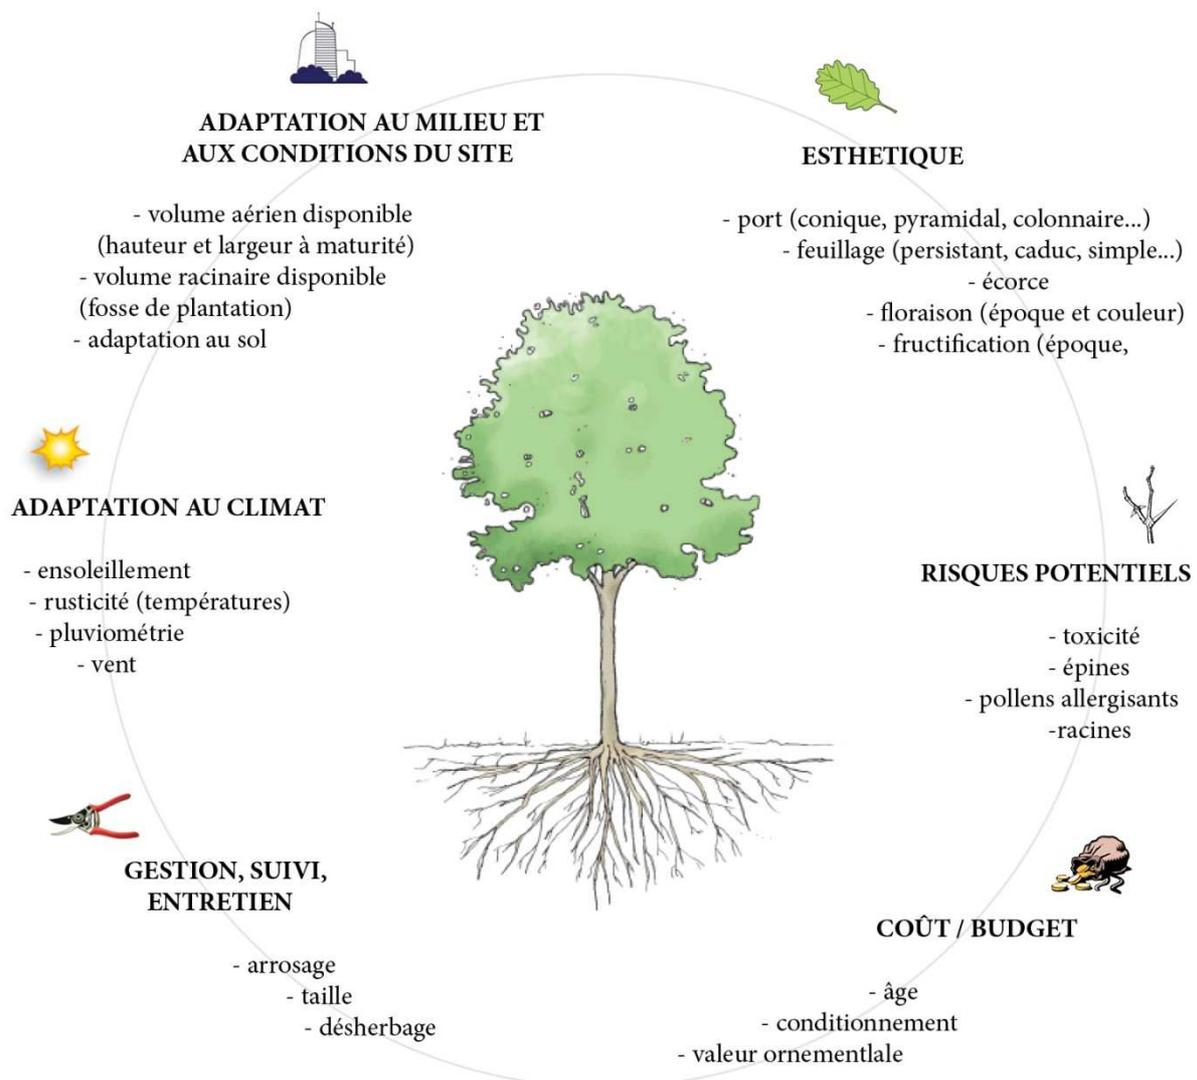 ADAPTATION AU MILIEU ET
AUX CONDITIONS DU SITE
- volume aérien disponible
(hauteur et largeur à maturité)
- volume racinaire disponible
(fosse de plantation)
- adaptation au sol
ESTHETIQUE
- port (conique, pyramidal, colonnaire...)
- feuillage (persistant, caduc, simple...)
- écorce
- floraison (époque et couleur)
- fructification (époque,
ADAPTATION AU CLIMAT
- ensoleillement
- rusticité (températures)
- pluviométrie
- vent
RISQUES POTENTIELS
- toxicité
- épines
- pollens allergisants
-racines
GESTION, SUIVI,
ENTRETIEN
- arrosage
- taille
- désherbage
COÛT / BUDGET
- âge
- conditionnement
- valeur ornementlale